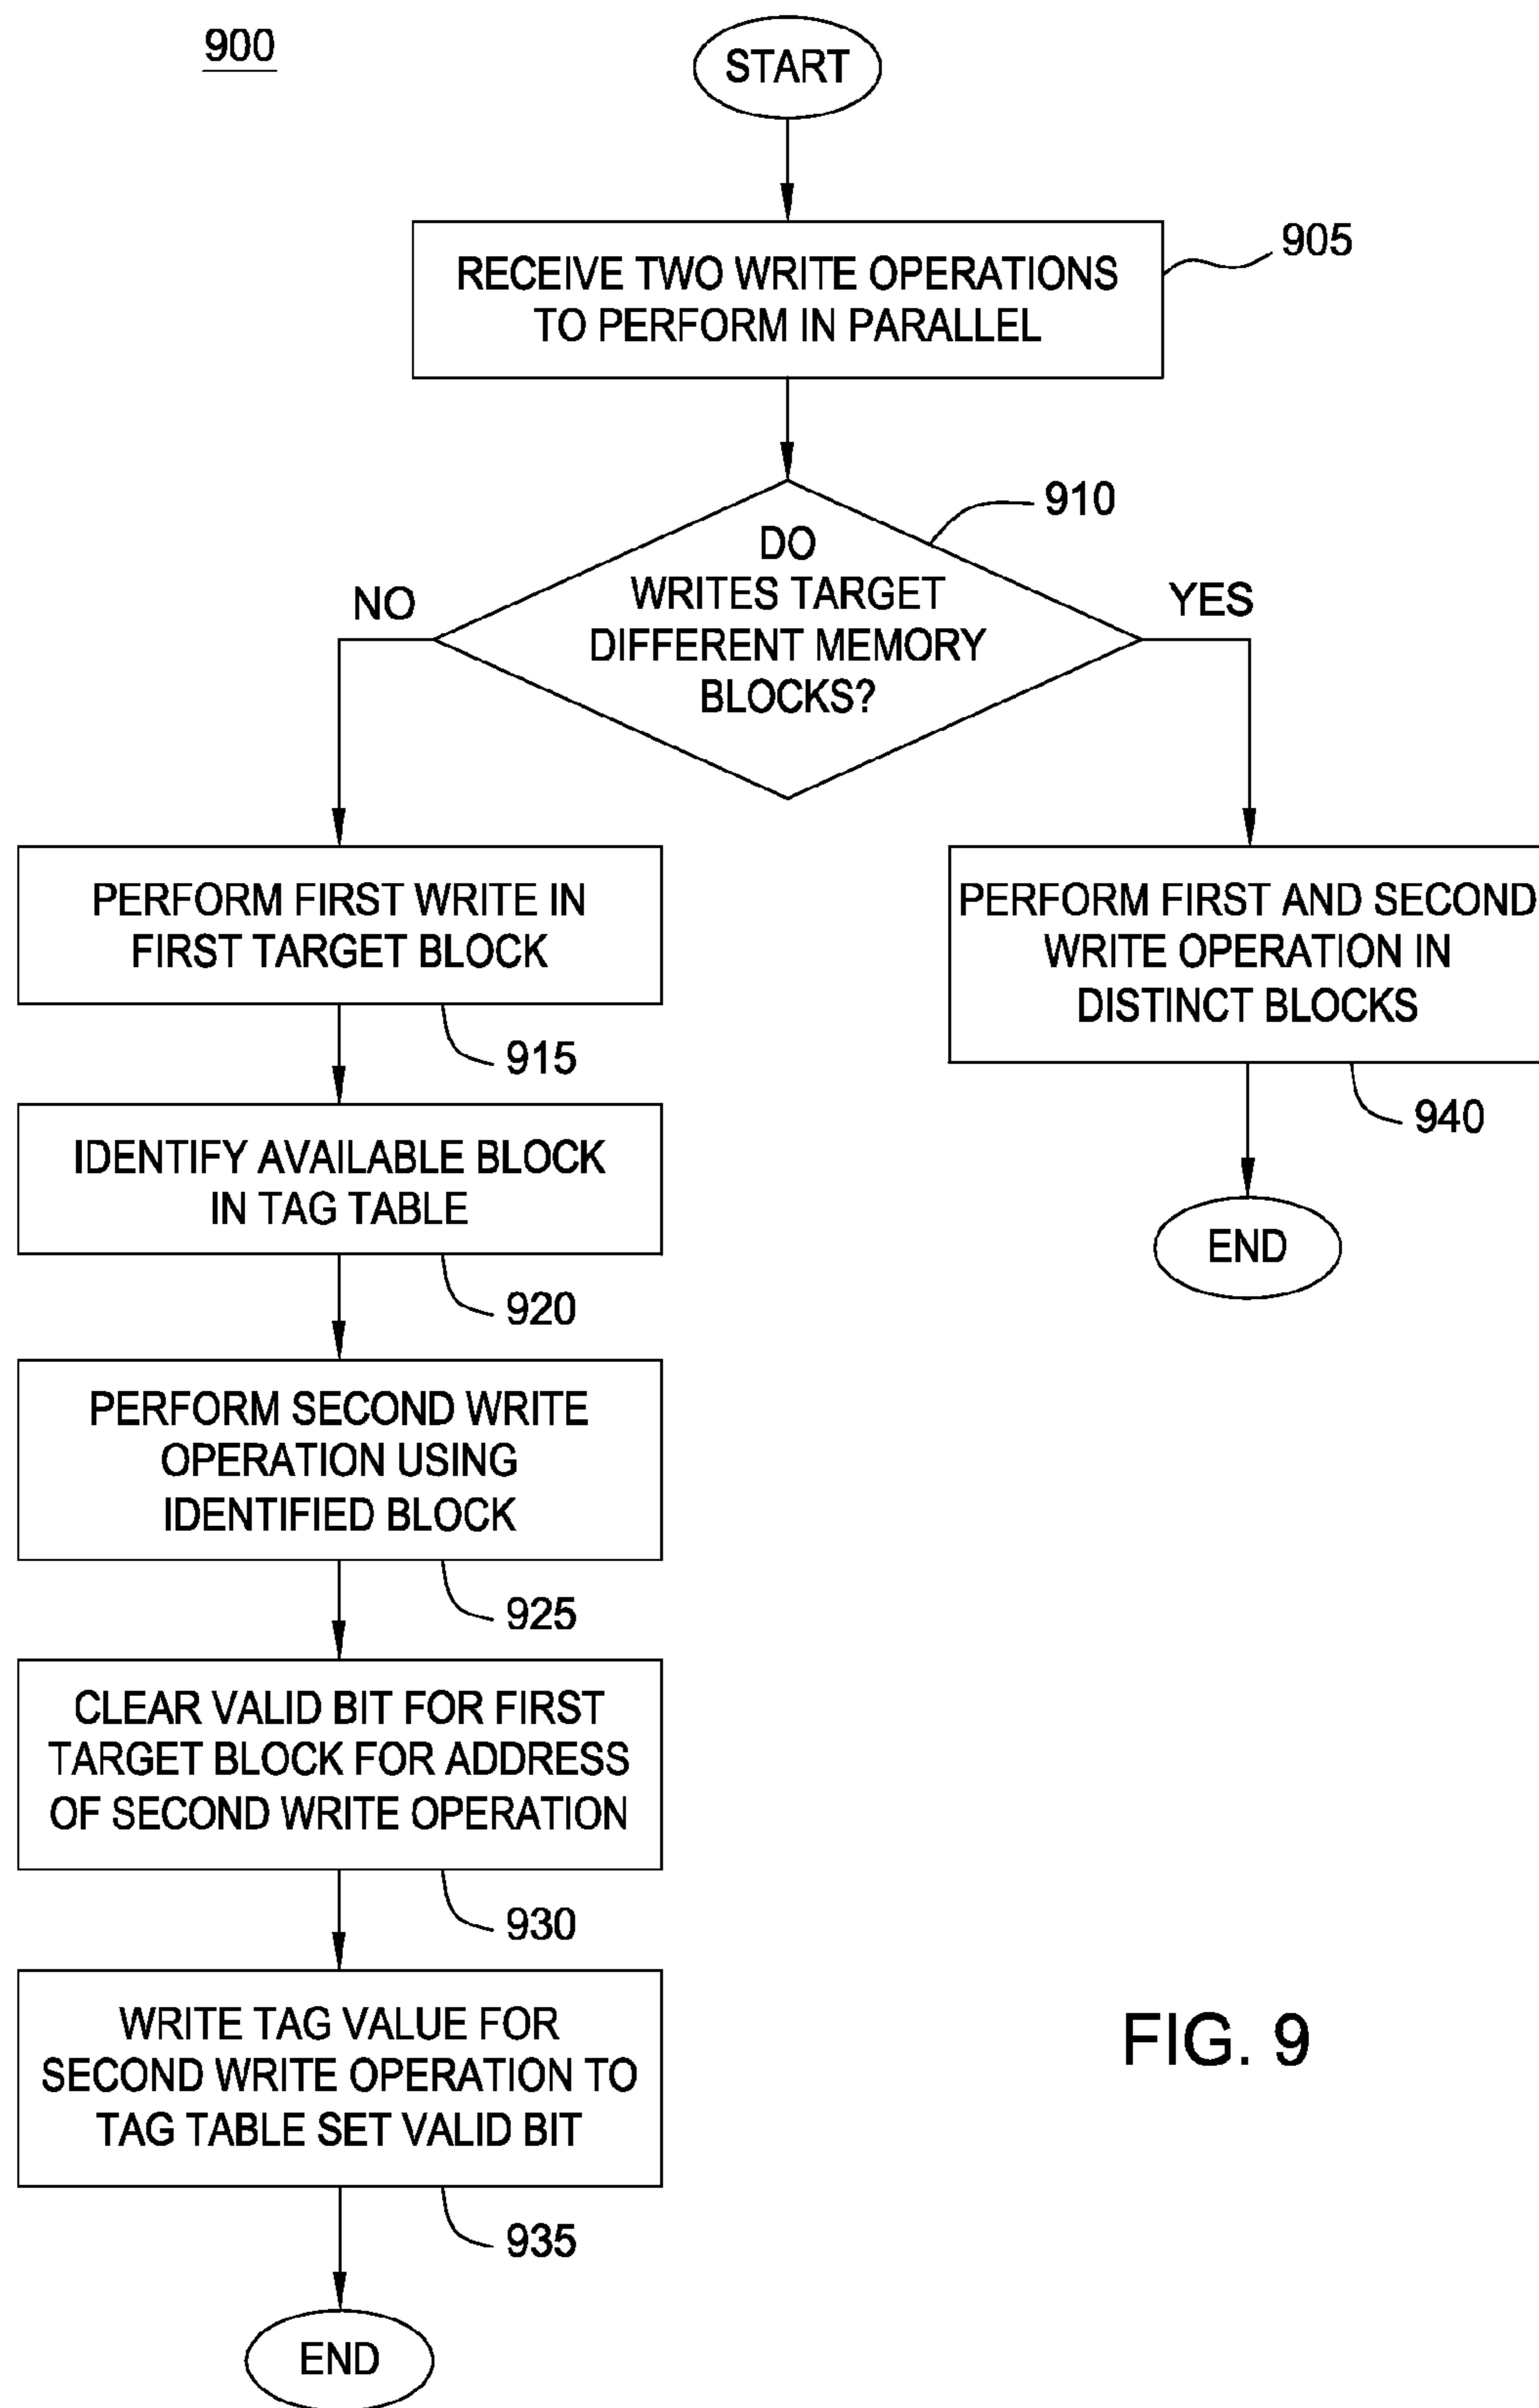 900
START
RECEIVE TWO WRITE OPERATIONS
TO PERFORM IN PARALLEL
905
DO
WRITES TARGET
DIFFERENT MEMORY
BLOCKS?
910
NO
YES
PERFORM FIRST WRITE IN
FIRST TARGET BLOCK
915
PERFORM FIRST AND SECOND
WRITE OPERATION IN
DISTINCT BLOCKS
940
END
IDENTIFY AVAILABLE BLOCK
IN TAG TABLE
920
PERFORM SECOND WRITE
OPERATION USING
IDENTIFIED BLOCK
925
CLEAR VALID BIT FOR FIRST
TARGET BLOCK FOR ADDRESS
OF SECOND WRITE OPERATION
930
WRITE TAG VALUE FOR
SECOND WRITE OPERATION TO
TAG TABLE SET VALID BIT
935
END
FIG. 9